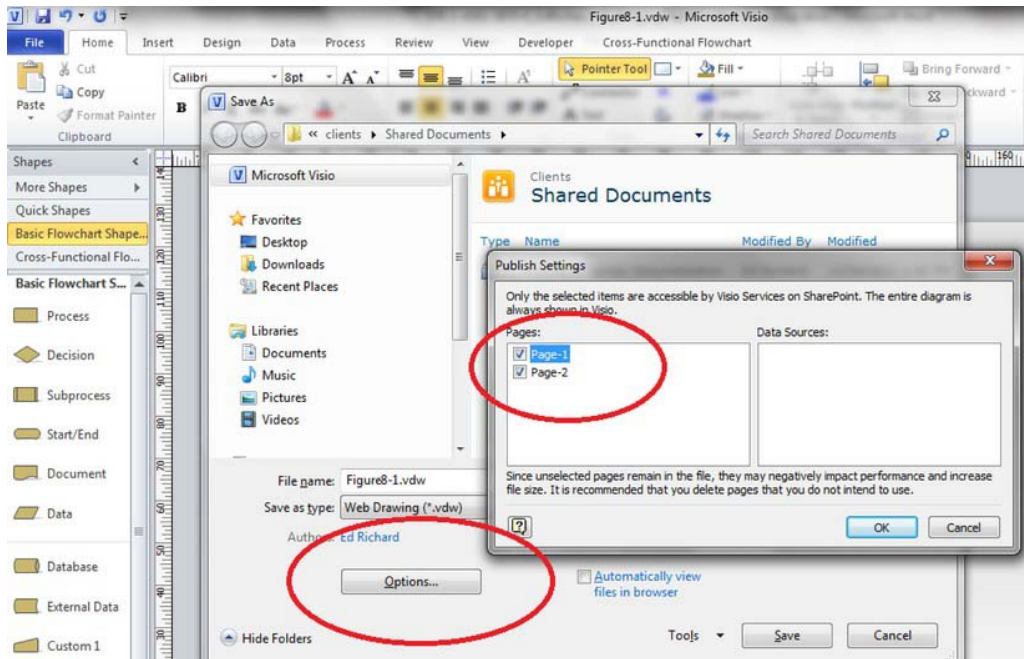 Figure8-1.vdw - Microsoft Visio
File Home Insert Design Data Process Review View Developer Cross-Functional Flowchart
Cut
Copy
Paste
Format Painter
Clipboard
Calibri 8pt A A
B
Pointer Tool
Fill
Bring Forward
Save As
« clients Shared Documents
Search Shared Documents
Shapes
More Shapes
Quick Shapes
Basic Flowchart Shape...
Cross-Functional Flo...
Basic Flowchart S...
Process
Decision
Subprocess
Start/End
Document
Data
Database
External Data
Custom 1
Microsoft Visio
Favorites
Desktop
Downloads
Recent Places
Libraries
Documents
Music
Pictures
Videos
Clients
Shared Documents
Type Name Modified By Modified
Publish Settings
Only the selected items are accessible by Visio Services on SharePoint. The entire diagram is
always shown in Visio.
Pages: Data Sources:
Page-1
Page-2
Since unselected pages remain in the file, they may negatively impact performance and increase
file size. It is recommended that you delete pages that you do not intend to use.
OK Cancel
File name: Figure8-1.vdw
Save as type: Web Drawing (*.vdw)
Authors: Ed Richard
Options...
Automatically view
files in browser
Hide Folders
Tools Save Cancel